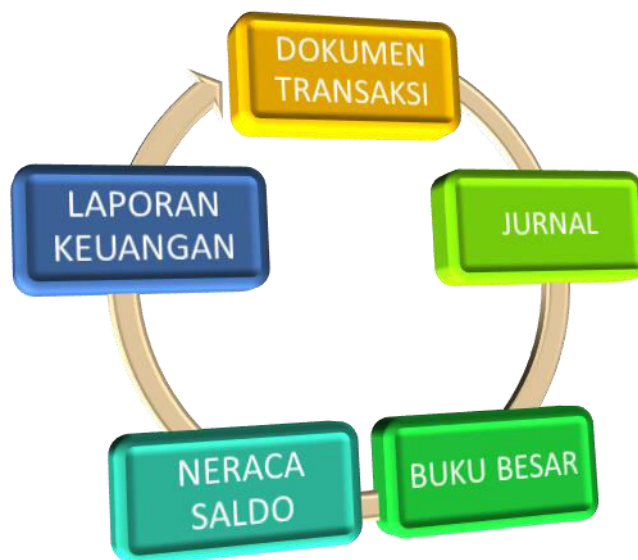 DOKUMEN
TRANSAKSI
JURNAL
BUKU BESAR
NERACA
SALDO
LAPORAN
KEUANGAN